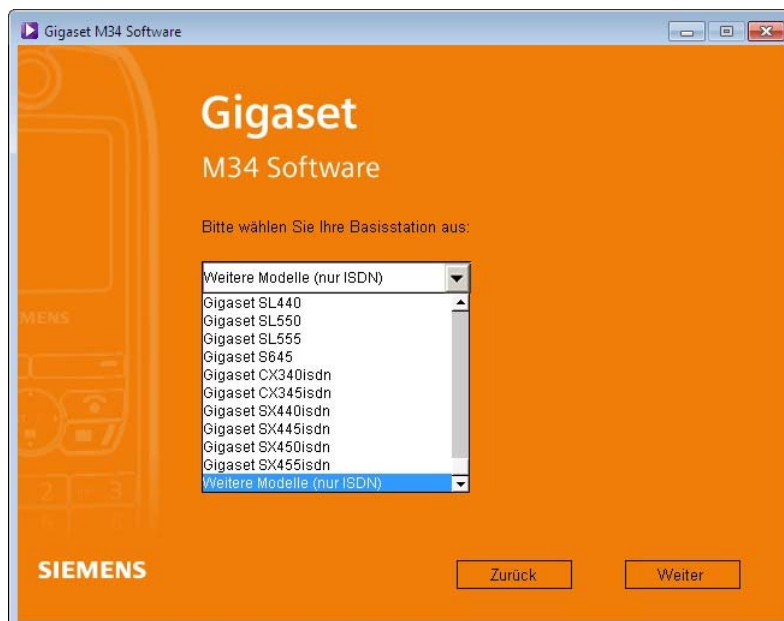 Gigaset M34 Software
Gigaset
M34 Software
Bitte wählen Sie Ihre Basisstation aus:
Weitere Modelle (nur ISDN)
Gigaset SL440
Gigaset SL550
Gigaset SL555
Gigaset S645
Gigaset CX340isdn
Gigaset CX345isdn
Gigaset SX440isdn
Gigaset SX445isdn
Gigaset SX450isdn
Gigaset SX455isdn
Weitere Modelle (nur ISDN)
SIEMENS
Zurück
Weiter